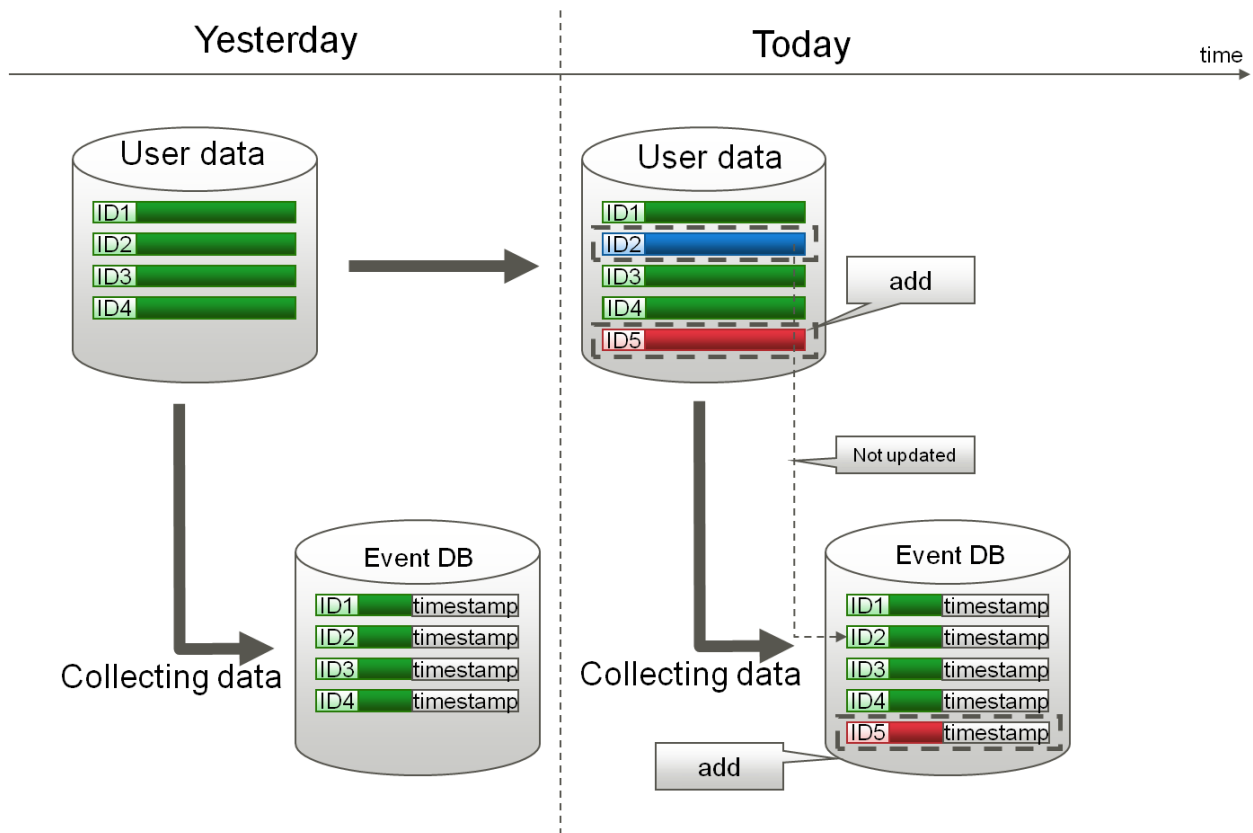 Yesterday
Today
time
User data
ID1
ID2
ID3
ID4
User data
ID1
ID2
ID3
ID4
ID5
add
Not updated
Event DB
ID1 timestamp
ID2 timestamp
ID3 timestamp
ID4 timestamp
Collecting data
Event DB
ID1 timestamp
ID2 timestamp
ID3 timestamp
ID4 timestamp
ID5 timestamp
Collecting data
add